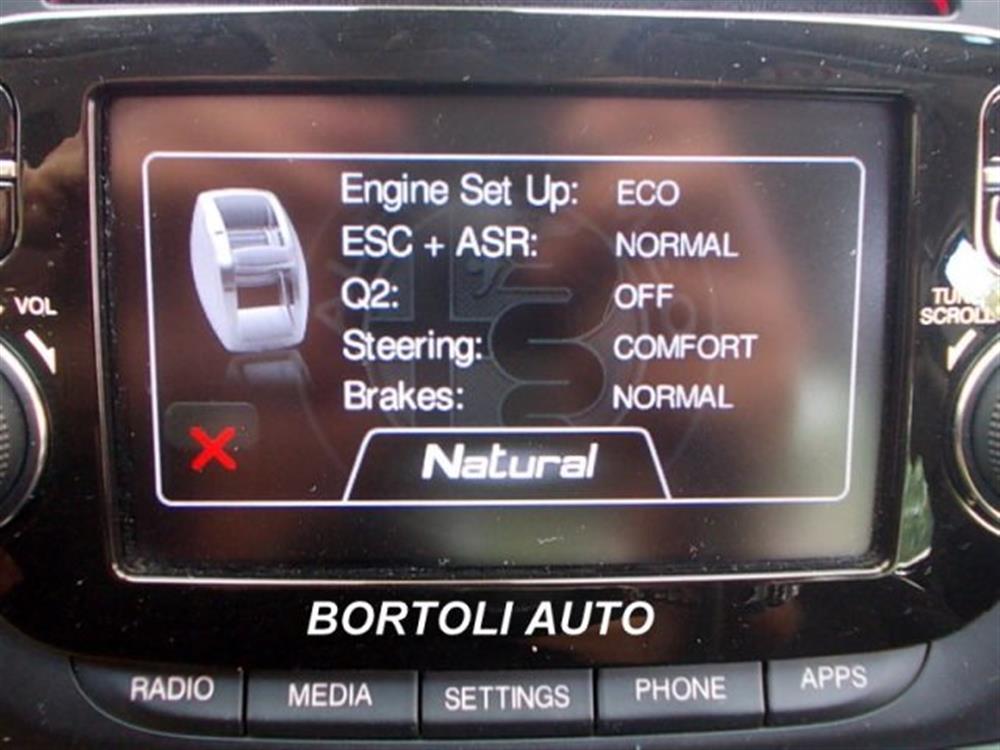 Engine Set Up: ECO
ESC + ASR: NORMAL
Q2: OFF
Steering: COMFORT
Brakes: NORMAL
Natural
VOL
SCROLL
BORTOLI AUTO
RADIO MEDIA SETTINGS PHONE APPS